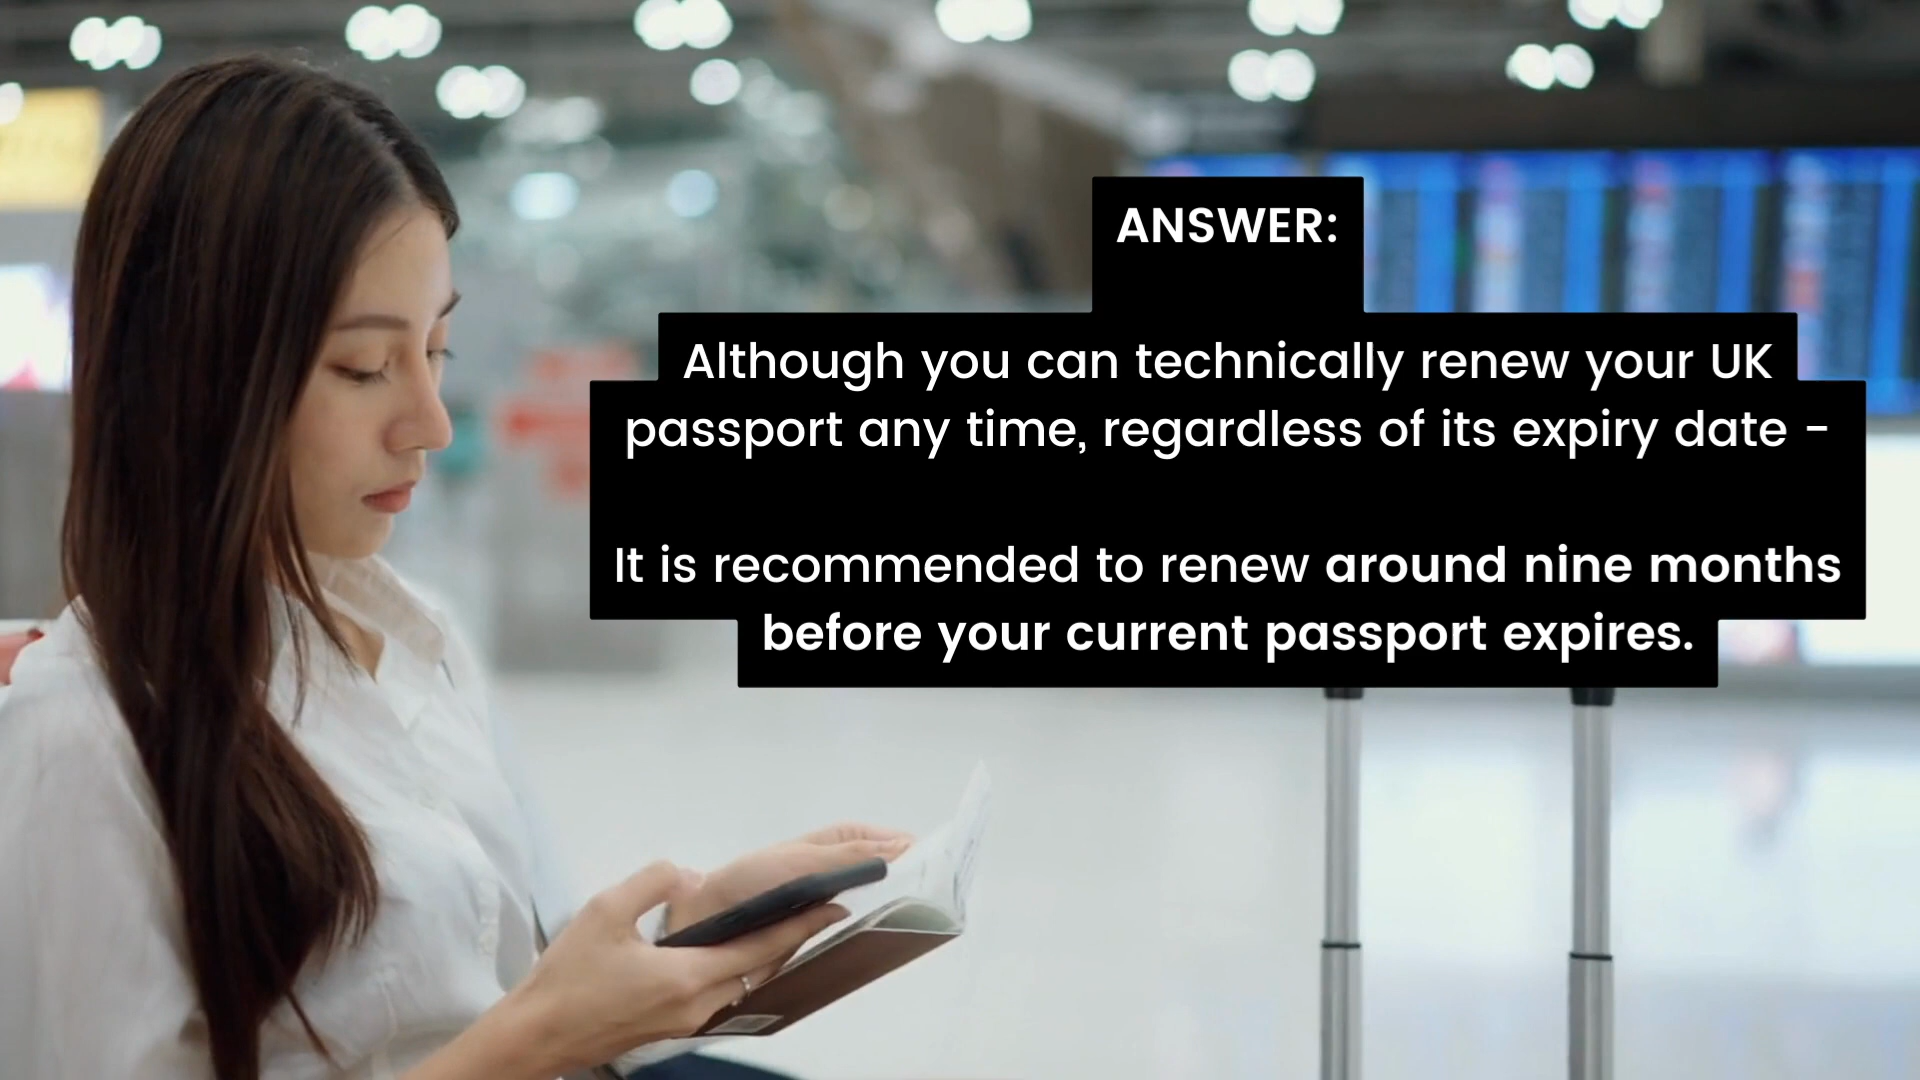 ANSWER:
Although you can technically renew your UK
passport any time, regardless of its expiry date -
It is recommended to renew around nine months
before your current passport expires.